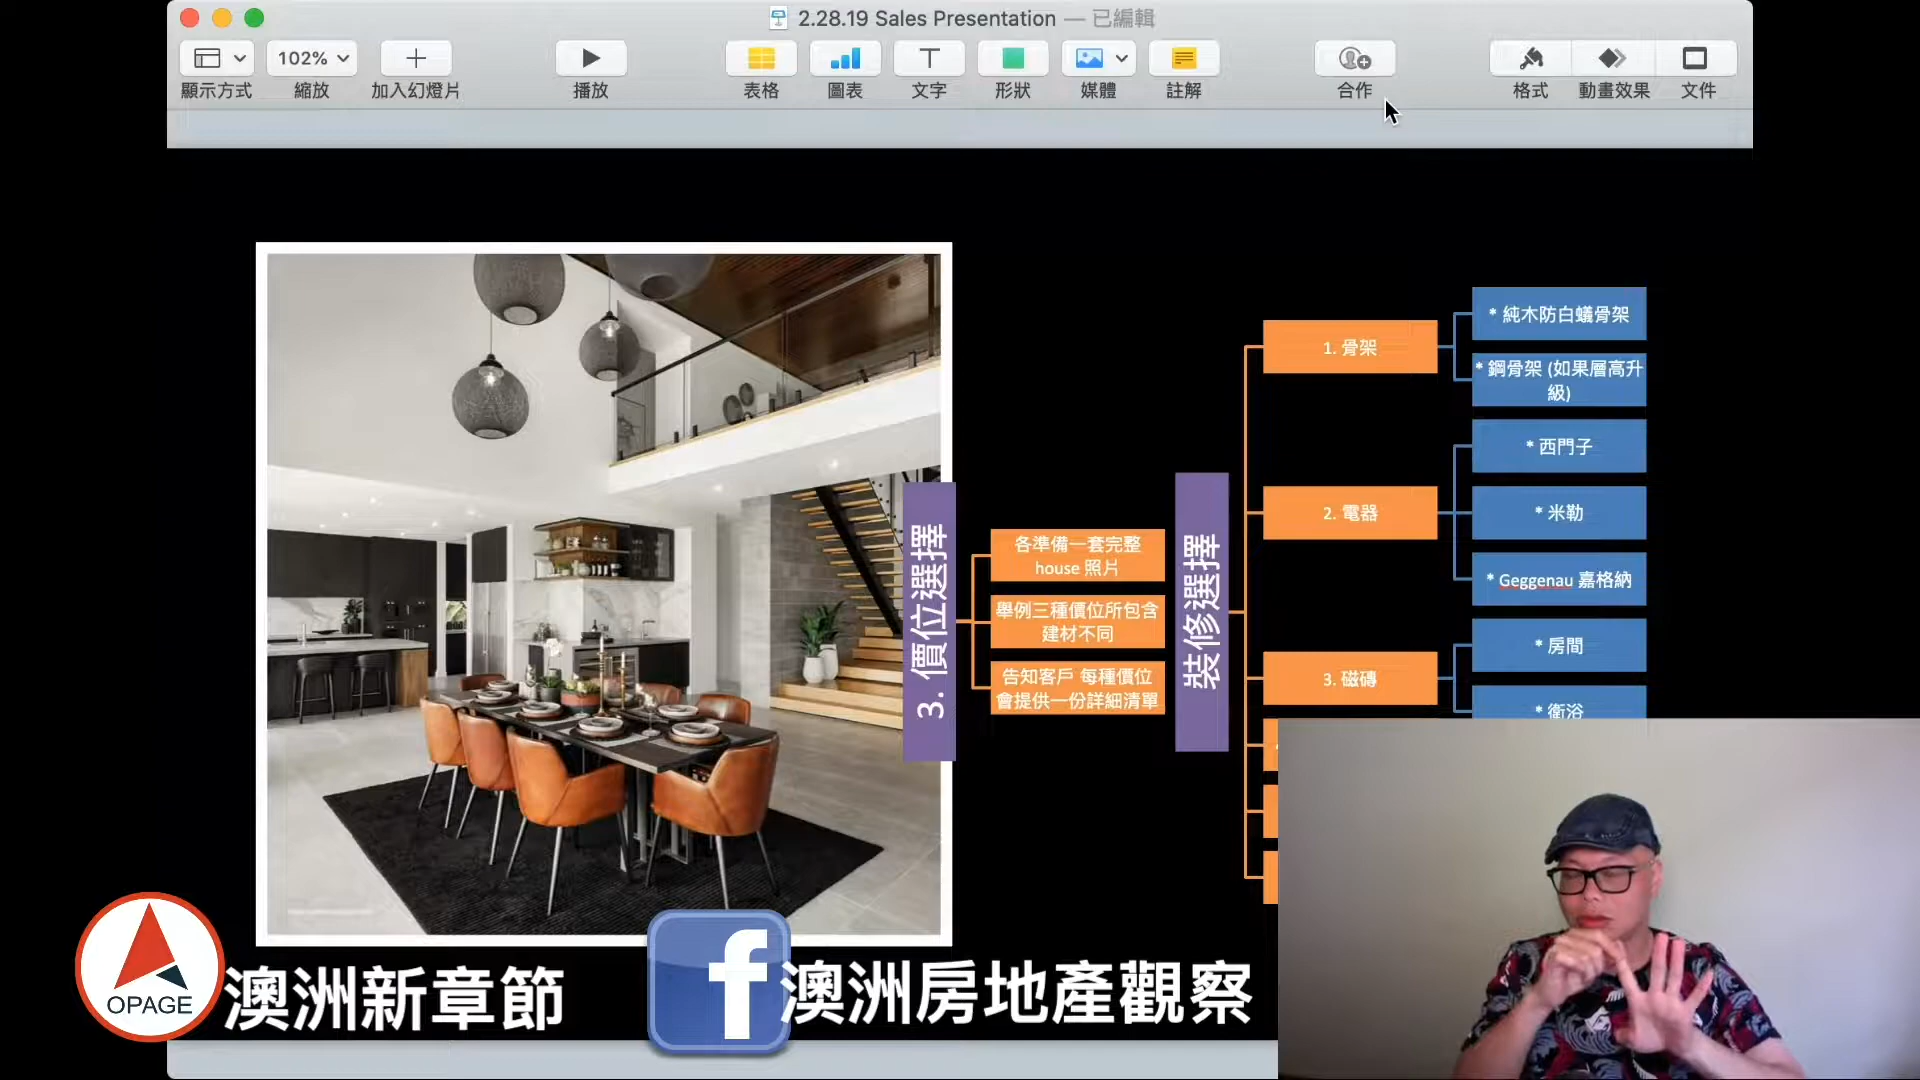 2.28.19 Sales Presentation — 已編輯
102%
顯示方式
縮放
加入幻燈片
播放
表格
圖表
文字
形狀
媒體
註解
合作
格式
動畫效果
文件
3. 價位選擇
各準備一套完整
house 照片
舉例三種價位所包含
建材不同
告知客戶 每種價位
會提供一份詳細清單
裝修選擇
1. 骨架
* 純木防白蟻骨架
* 鋼骨架 (如果層高升
級)
2. 電器
* 西門子
* 米勒
* Geggenau 嘉格納
3. 磁磚
* 房間
* 衛浴
OPAGE
澳洲新章節
f
澳洲房地產觀察